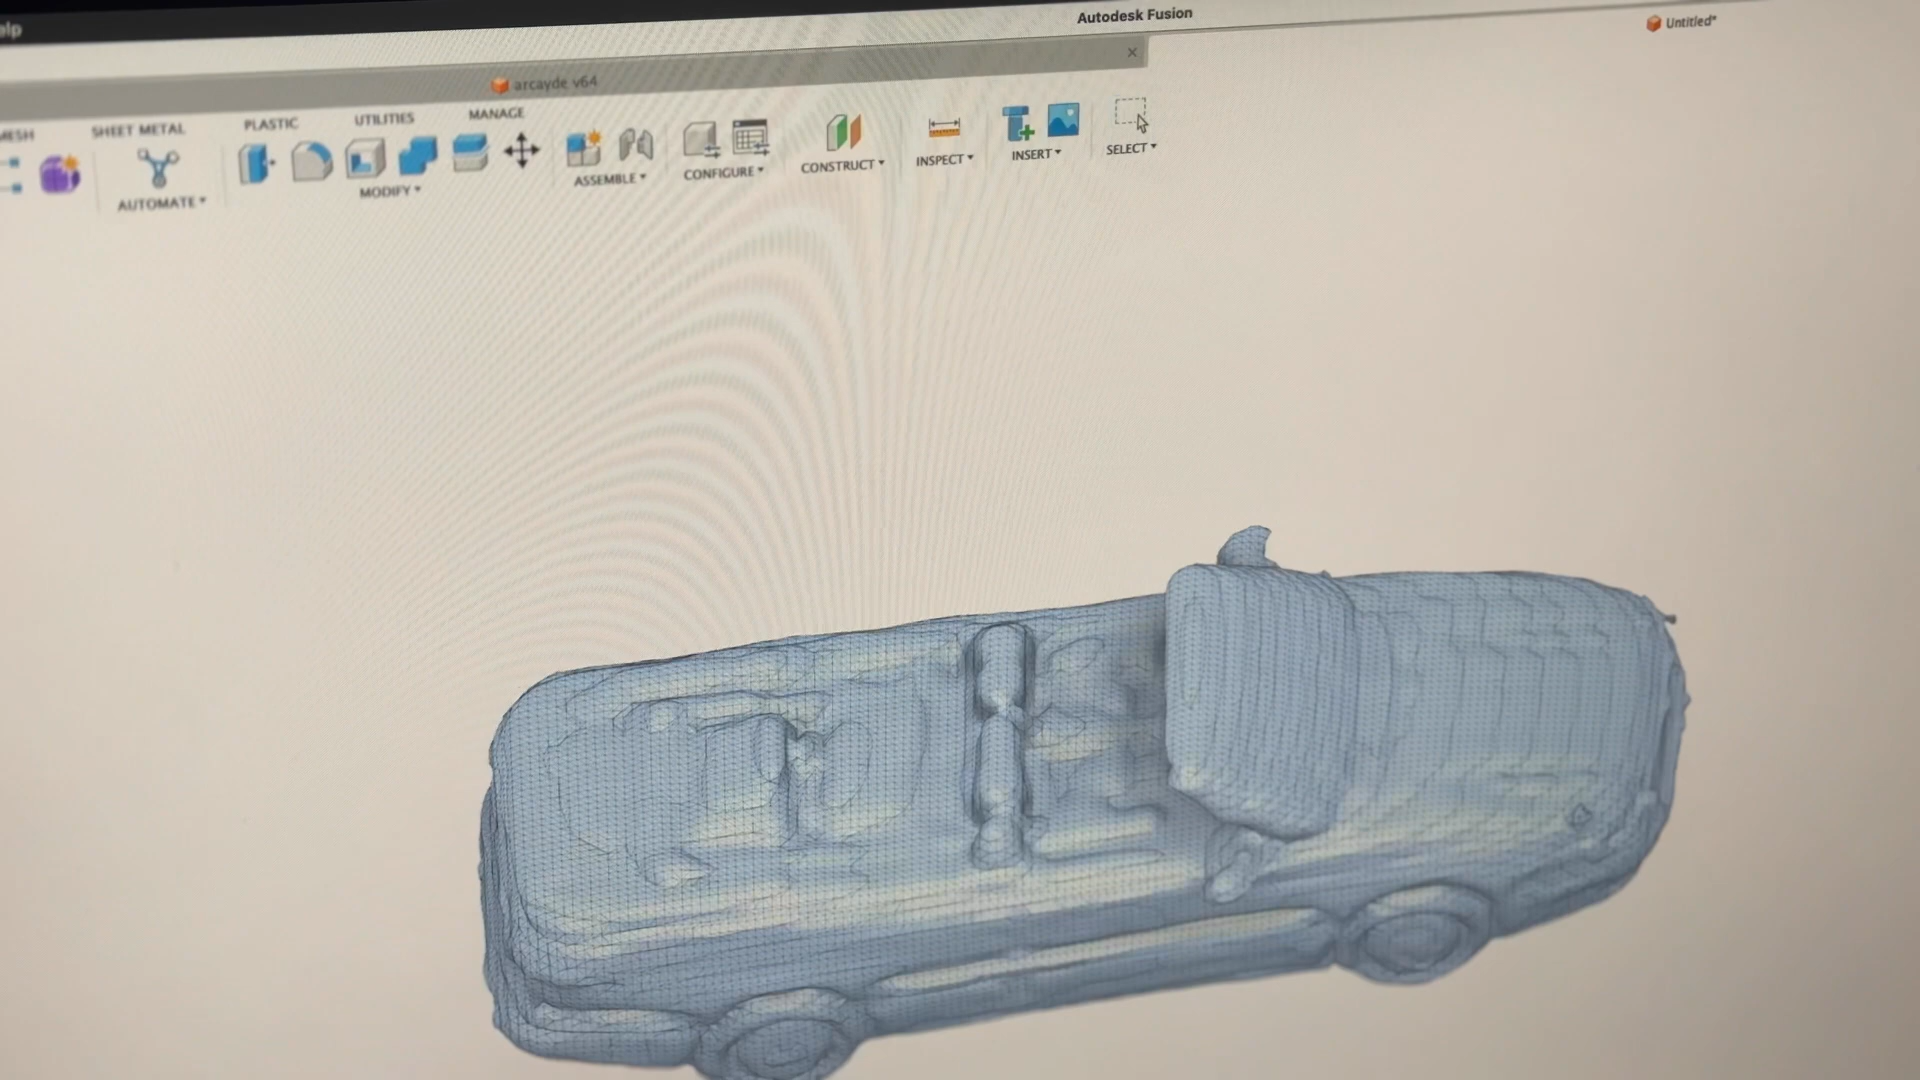 elp
Autodesk Fusion
Untitled*
arcayde v64
MESH
SHEET METAL
PLASTIC
UTILITIES
MANAGE
AUTOMATE
MODIFY
ASSEMBLE
CONFIGURE
CONSTRUCT
INSPECT
INSERT
SELECT